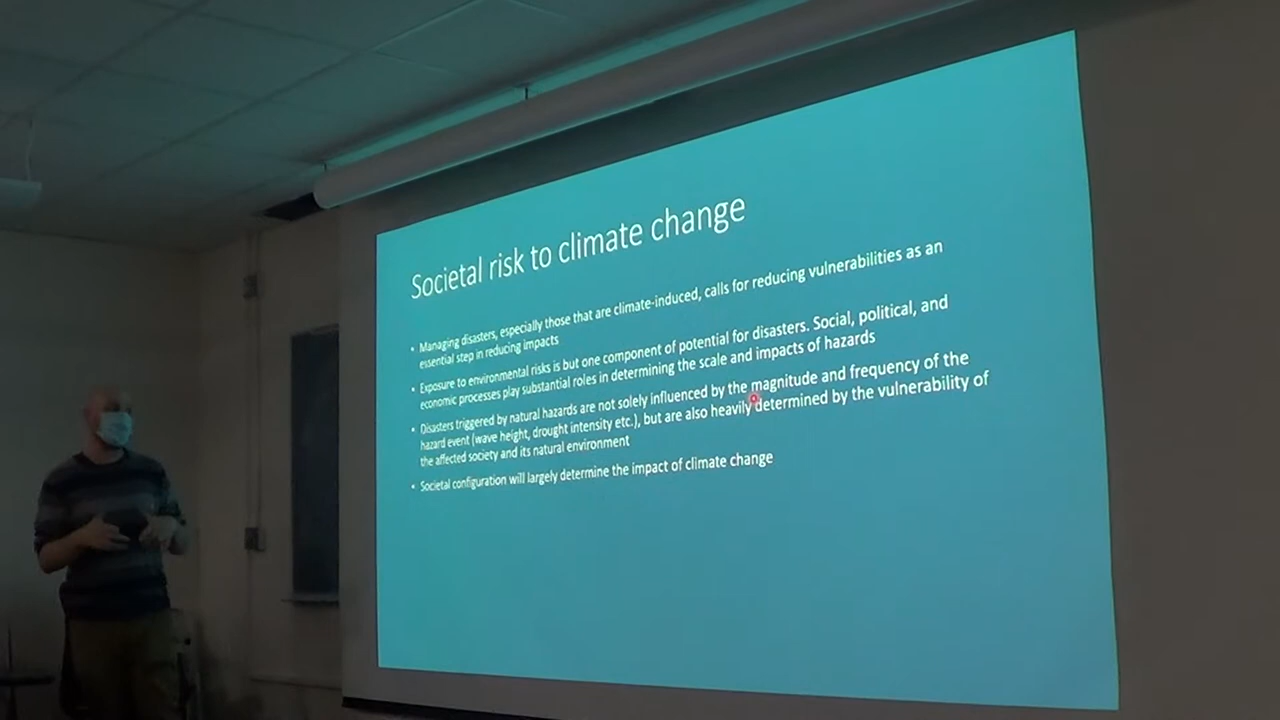 Societal risk to climate change
• Managing disasters, especially those that are climate-induced, calls for reducing vulnerabilities as an
essential step in reducing impacts
• Exposure to environmental risks is but one component of potential for disasters. Social, political, and
economic processes play substantial roles in determining the scale and impacts of hazards
• Disasters triggered by natural hazards are not solely influenced by the magnitude and frequency of the
hazard event (wave height, drought intensity etc.), but are also heavily determined by the vulnerability of
the affected society and its natural environment
• Societal configuration will largely determine the impact of climate change